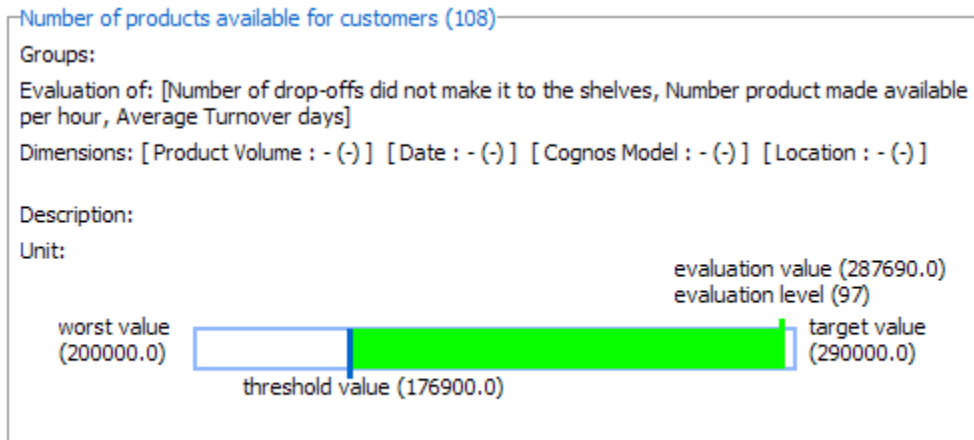 Number of products available for customers (108)
Groups:
Evaluation of: [Number of drop-offs did not make it to the shelves, Number product made available
per hour, Average Turnover days]
Dimensions: [ Product Volume : - (-) ] [ Date : - (-) ] [ Cognos Model : - (-) ] [ Location : - (-) ]
Description:
Unit:
evaluation value (287690.0)
evaluation level (97)
worst value
(200000.0)
target value
(290000.0)
threshold value (176900.0)